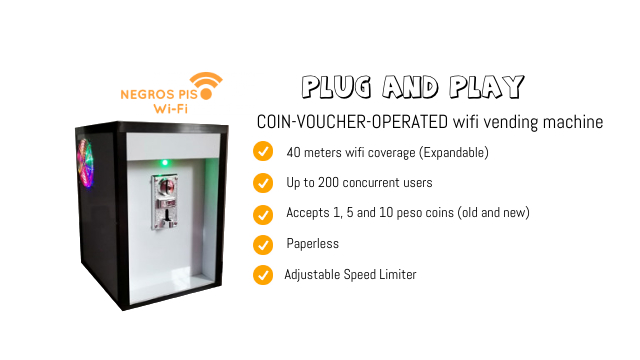 NEGROS PIS
Wi-Fi
PLUG AND PLAY
COIN-VOUCHER-OPERATED wifi vending machine
40 meters wifi coverage (Expandable)
Up to 200 concurrent users
Accepts 1, 5 and 10 peso coins (old and new)
Paperless
Adjustable Speed Limiter